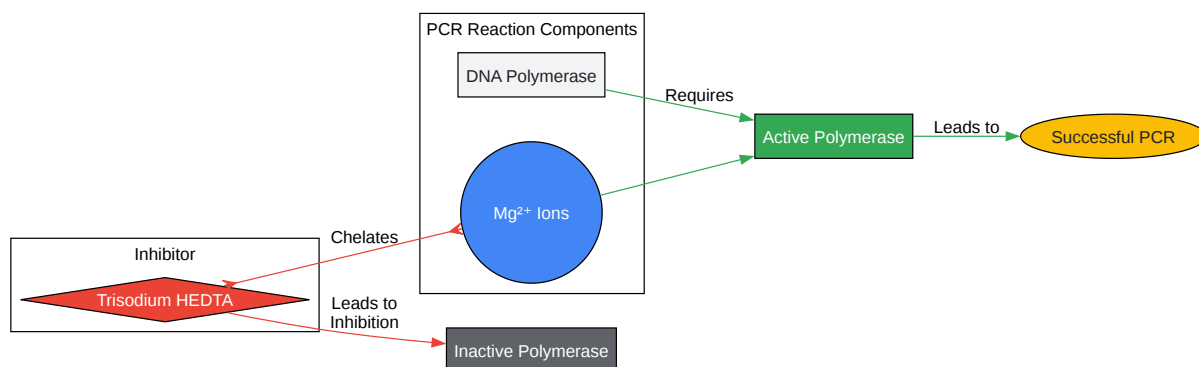 PCR Reaction Components
DNA Polymerase
Requires
Active Polymerase
Leads to
Successful PCR
Mg²⁺ Ions
Chelates
Inhibitor
Trisodium HEDTA
Leads to
Inhibition
Inactive Polymerase